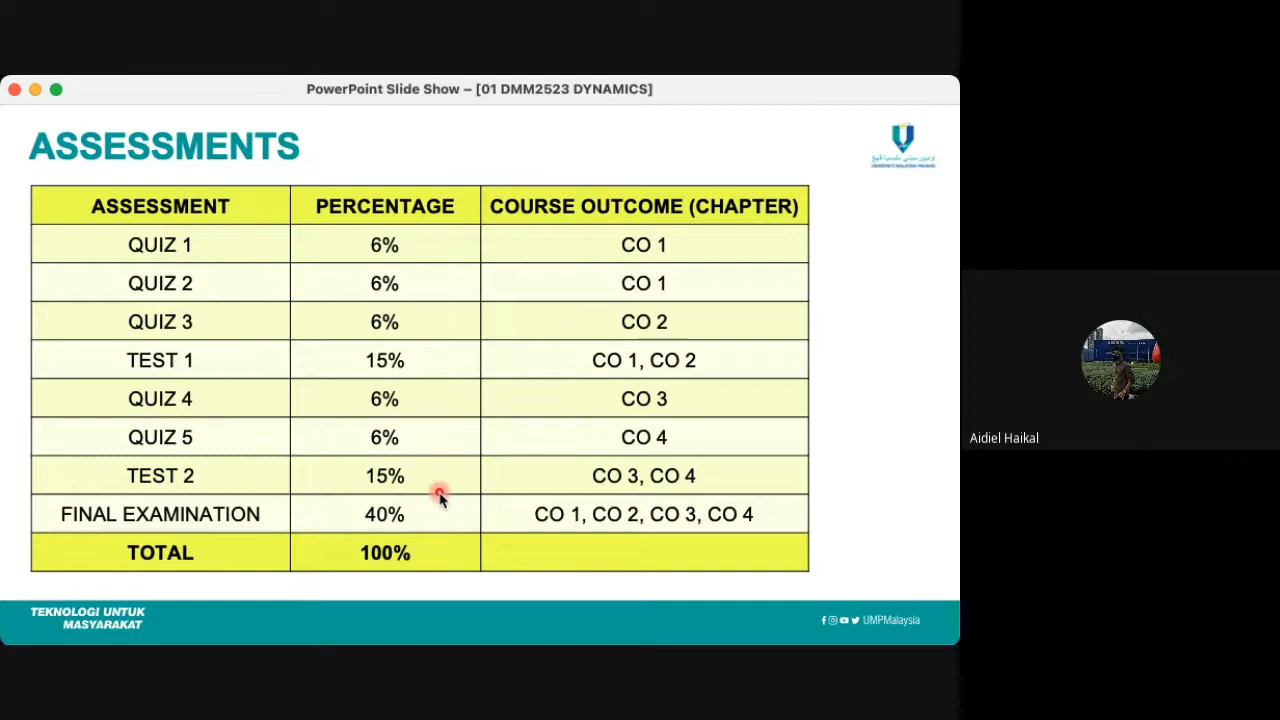 PowerPoint Slide Show – [01 DMM2523 DYNAMICS]
ASSESSMENTS
UNIVERSITI MALAYSIA PAHANG
ASSESSMENT PERCENTAGE COURSE OUTCOME (CHAPTER)
QUIZ 1 6% CO 1
QUIZ 2 6% CO 1
QUIZ 3 6% CO 2
TEST 1 15% CO 1, CO 2
QUIZ 4 6% CO 3
QUIZ 5 6% CO 4
TEST 2 15% CO 3, CO 4
FINAL EXAMINATION 40% CO 1, CO 2, CO 3, CO 4
TOTAL 100%
TEKNOLOGI UNTUK
MASYARAKAT
UMPMalaysia
Aidiel Haikal